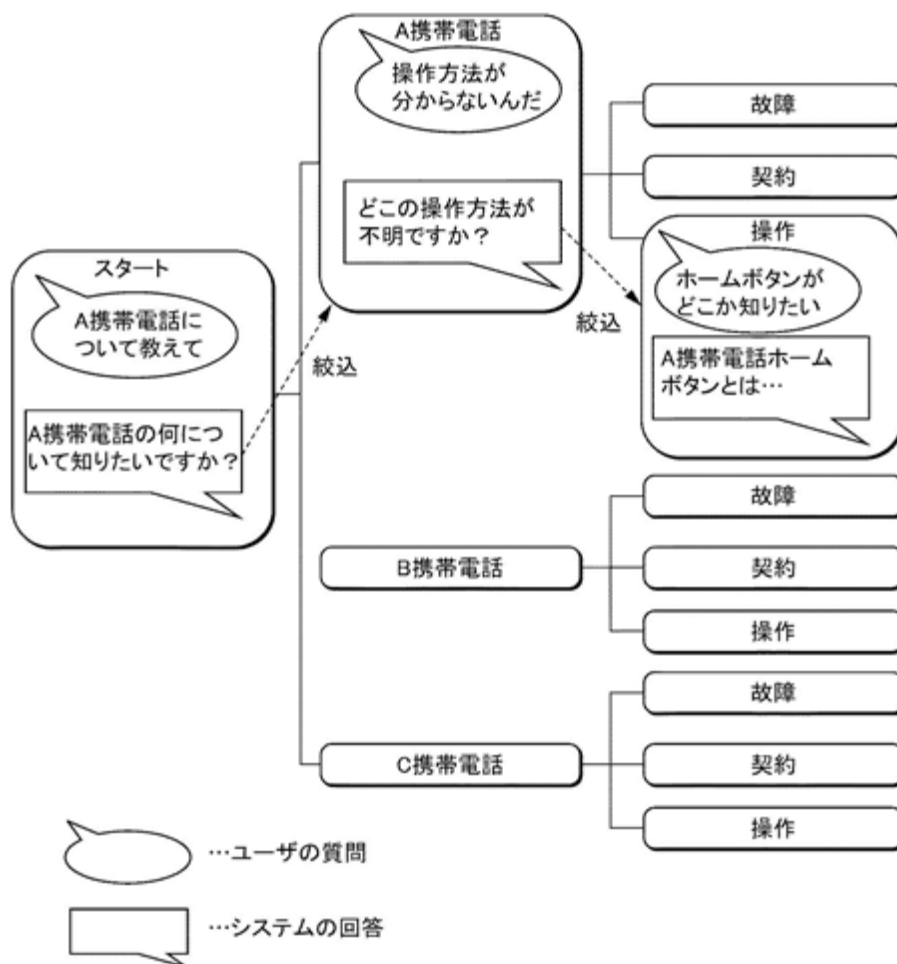 A携帯電話
操作方法が
分からないんだ
どこの操作方法が
不明ですか？
故障
契約
操作
ホームボタンが
どこか知りたい
A携帯電話ホーム
ボタンとは…
絞込
スタート
A携帯電話に
ついて教えて
A携帯電話の何につ
いて知りたいですか？
絞込
B携帯電話
故障
契約
操作
C携帯電話
故障
契約
操作
…ユーザの質問
…システムの回答